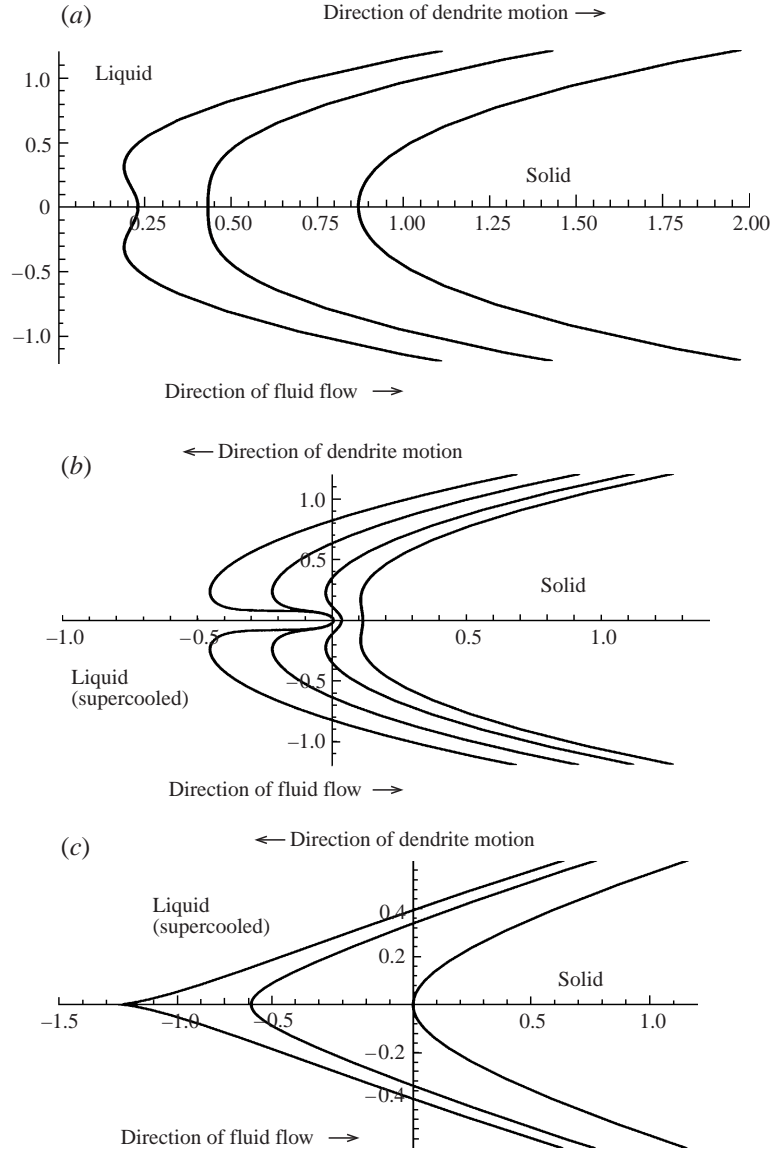 (a)
Direction of dendrite motion →
Liquid
1.0
0.5
Solid
0
0.25 0.50 0.75 1.00 1.25 1.50 1.75 2.00
−0.5
−1.0
Direction of fluid flow →
(b)
← Direction of dendrite motion
1.0
0.5
Solid
−1.0 −0.5 0.5 1.0
Liquid
(supercooled)
−0.5
−1.0
Direction of fluid flow →
(c)
← Direction of dendrite motion
Liquid
(supercooled)
0.4
0.2
Solid
−1.5 −1.0 −0.5 0.5 1.0
−0.2
−0.4
Direction of fluid flow →